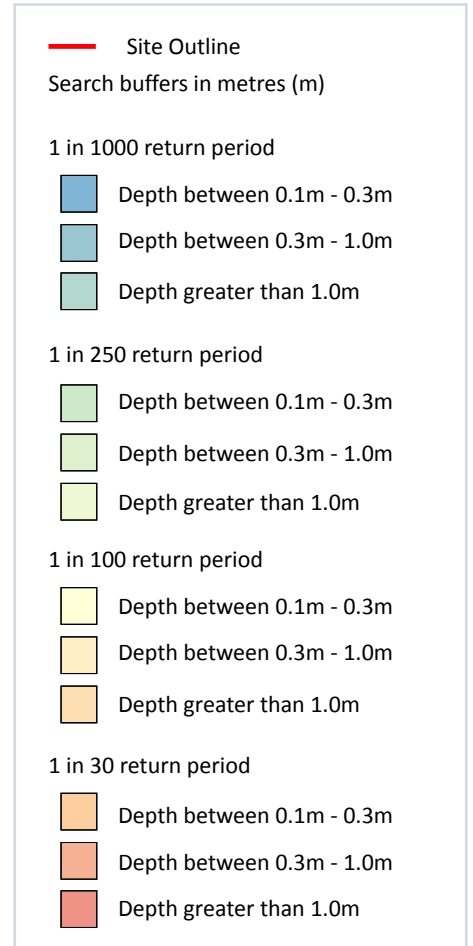 Site Outline
Search buffers in metres (m)
1 in 1000 return period
Depth between 0.1m - 0.3m
Depth between 0.3m - 1.0m
Depth greater than 1.0m
1 in 250 return period
Depth between 0.1m - 0.3m
Depth between 0.3m - 1.0m
Depth greater than 1.0m
1 in 100 return period
Depth between 0.1m - 0.3m
Depth between 0.3m - 1.0m
Depth greater than 1.0m
1 in 30 return period
Depth between 0.1m - 0.3m
Depth between 0.3m - 1.0m
Depth greater than 1.0m